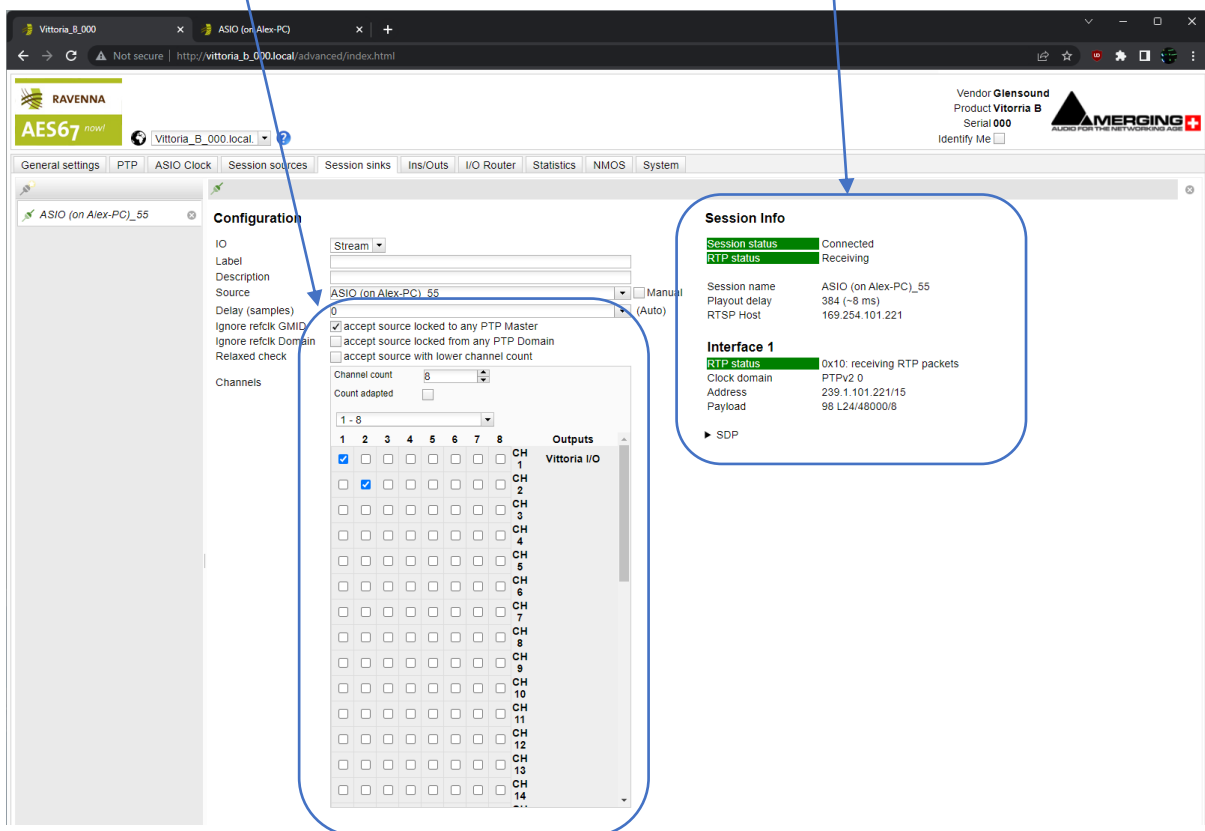 Vittoria_B_000
ASIO (on Alex-PC)
Not secure http://vittoria_b_000.local/advanced/index.html
RAVENNA
AES67 now!
Vittoria_B_000.local.
Vendor Glensound
Product Vitorria B
Serial 000
Identify Me
MERGING
AUDIO FOR THE NETWORKING AGE
General settings PTP ASIO Clock Session sources Session sinks Ins/Outs I/O Router Statistics NMOS System
ASIO (on Alex-PC)_55
Configuration
IO Stream
Label
Description
Source ASIO (on Alex-PC)_55 Manual
Delay (samples) 0 (Auto)
Ignore refclk GMID accept source locked to any PTP Master
Ignore refclk Domain accept source locked from any PTP Domain
Relaxed check accept source with lower channel count
Channels
Channel count 8
Count adapted
1 - 8
1 2 3 4 5 6 7 8 Outputs
CH 1 Vittoria I/O
CH 2
CH 3
CH 4
CH 5
CH 6
CH 7
CH 8
CH 9
CH 10
CH 11
CH 12
CH 13
CH 14
Session Info
Session status Connected
RTP status Receiving
Session name ASIO (on Alex-PC)_55
Playout delay 384 (~8 ms)
RTSP Host 169.254.101.221
Interface 1
RTP status 0x10: receiving RTP packets
Clock domain PTPv2 0
Address 239.1.101.221/15
Payload 98 L24/48000/8
SDP